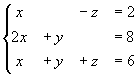 x − z = 2
2x + y = 8
x + y + z = 6